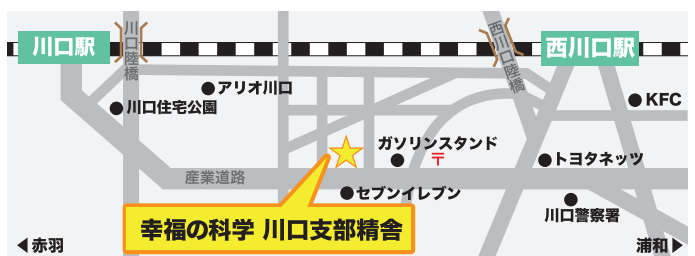 川口駅
川口陸橋
西川口陸橋
西川口駅
アリオ川口
川口住宅公園
KFC
ガソリンスタンド
〒
トヨタネッツ
産業道路
セブンイレブン
川口警察署
幸福の科学 川口支部精舎
◀赤羽
浦和▶